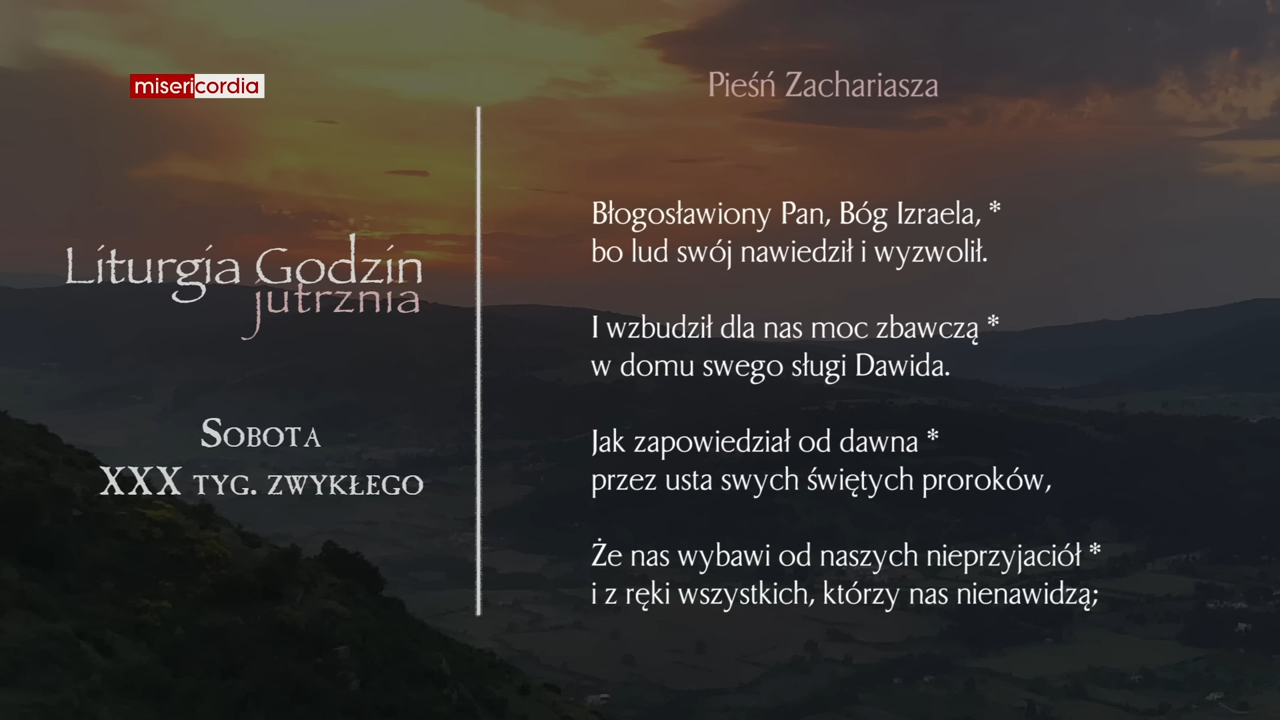 misericordia
Liturgia Godzin
jutrznia
Sobota
XXX tyg. zwykłego
Pieśń Zachariasza
Błogosławiony Pan, Bóg Izraela, *
bo lud swój nawiedził i wyzwolił.
I wzbudził dla nas moc zbawczą *
w domu swego sługi Dawida.
Jak zapowiedział od dawna *
przez usta swych świętych proroków,
Że nas wybawi od naszych nieprzyjaciół *
i z ręki wszystkich, którzy nas nienawidzą;